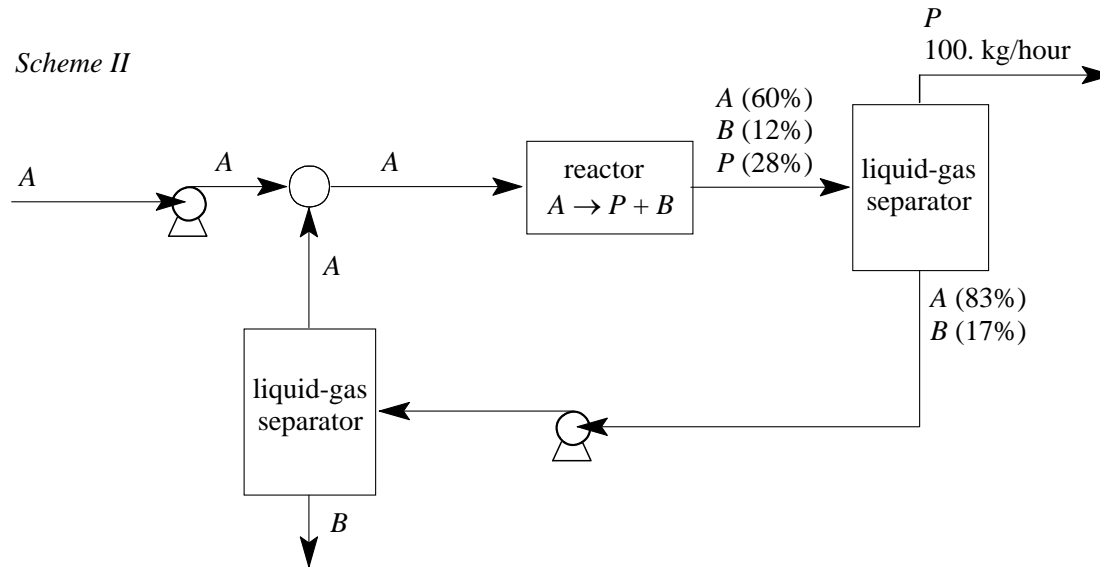 Scheme II
P
100. kg/hour
A
A
A
reactor
A → P + B
A (60%)
B (12%)
P (28%)
liquid-gas
separator
A (83%)
B (17%)
A
liquid-gas
separator
B